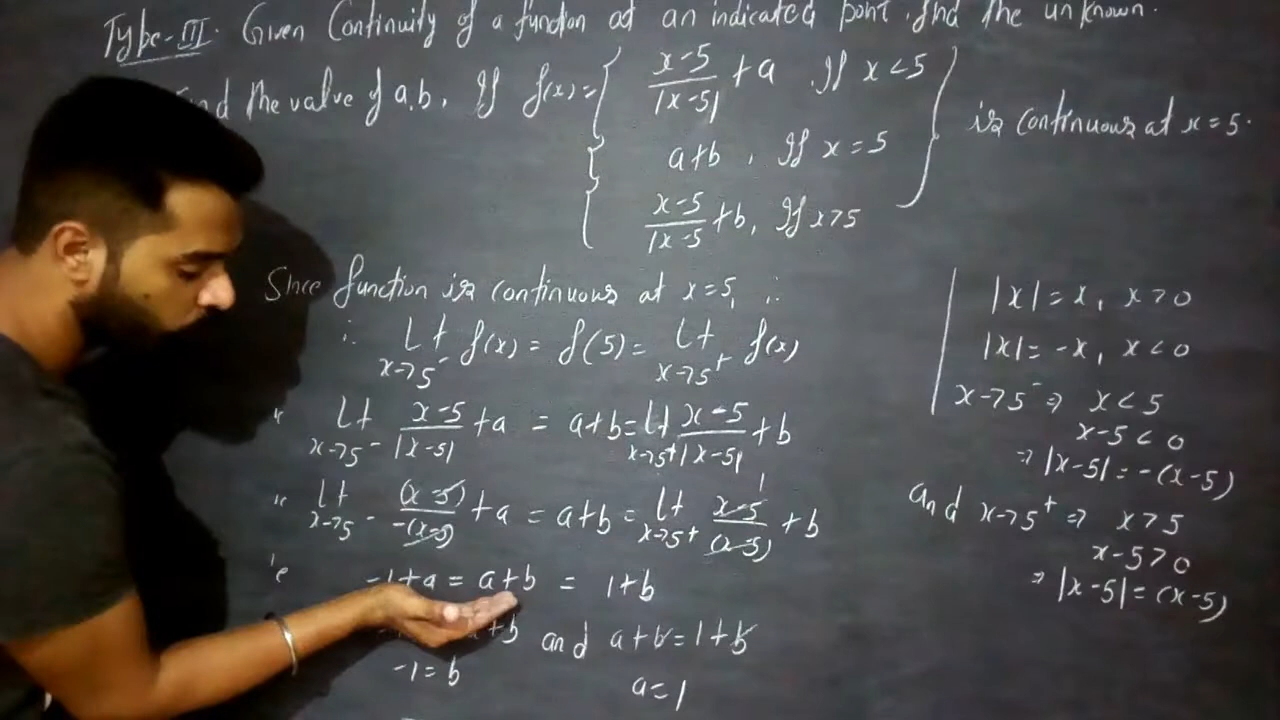 Type-III. Given Continuity of a function at an indicated point, find the unknown.
Find the value of a,b, If f(x)= { x-5/|x-5| + a If x<5
a+b, If x=5
x-5/|x-5 + b, If x>5 } is continuous at x=5.
Since function is continuous at x=5, ∴
∴ Lt x→5⁻ f(x) = f(5) = Lt x→5⁺ f(x)
" Lt x→5⁻ x-5/|x-5| + a = a+b = Lt x→5⁺ x-5/|x-5| + b
" Lt x→5⁻ (x-5)/-(x-5) + a = a+b = Lt x→5⁺ x-5/(x-5) + b
-1+a = a+b = 1+b
+b and a+b=1+b
-1=b a=1
|x|=x, x>0
|x|=-x, x<0
x→5⁻ ⇒ x<5
x-5<0
⇒ |x-5|=-(x-5)
and x→5⁺ ⇒ x>5
x-5>0
⇒ |x-5|=(x-5)